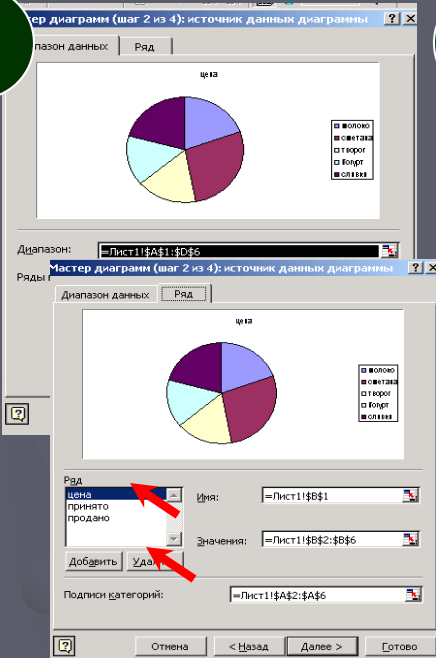 тер диаграмм (шаг 2 из 4): источник данных диаграммы
пазон данных Ряд
цена
молоко
сметана
творог
йогурт
сливки
Диапазон: =Лист1!$A$1:$D$6
Ряды
Мастер диаграмм (шаг 2 из 4): источник данных диаграммы
Диапазон данных Ряд
цена
молоко
сметана
творог
йогурт
сливки
Ряд
цена
принято
продано
Имя: =Лист1!$B$1
Значения: =Лист1!$B$2:$B$6
Добавить Удал
Подписи категорий: =Лист1!$A$2:$A$6
Отмена < Назад Далее > Готово